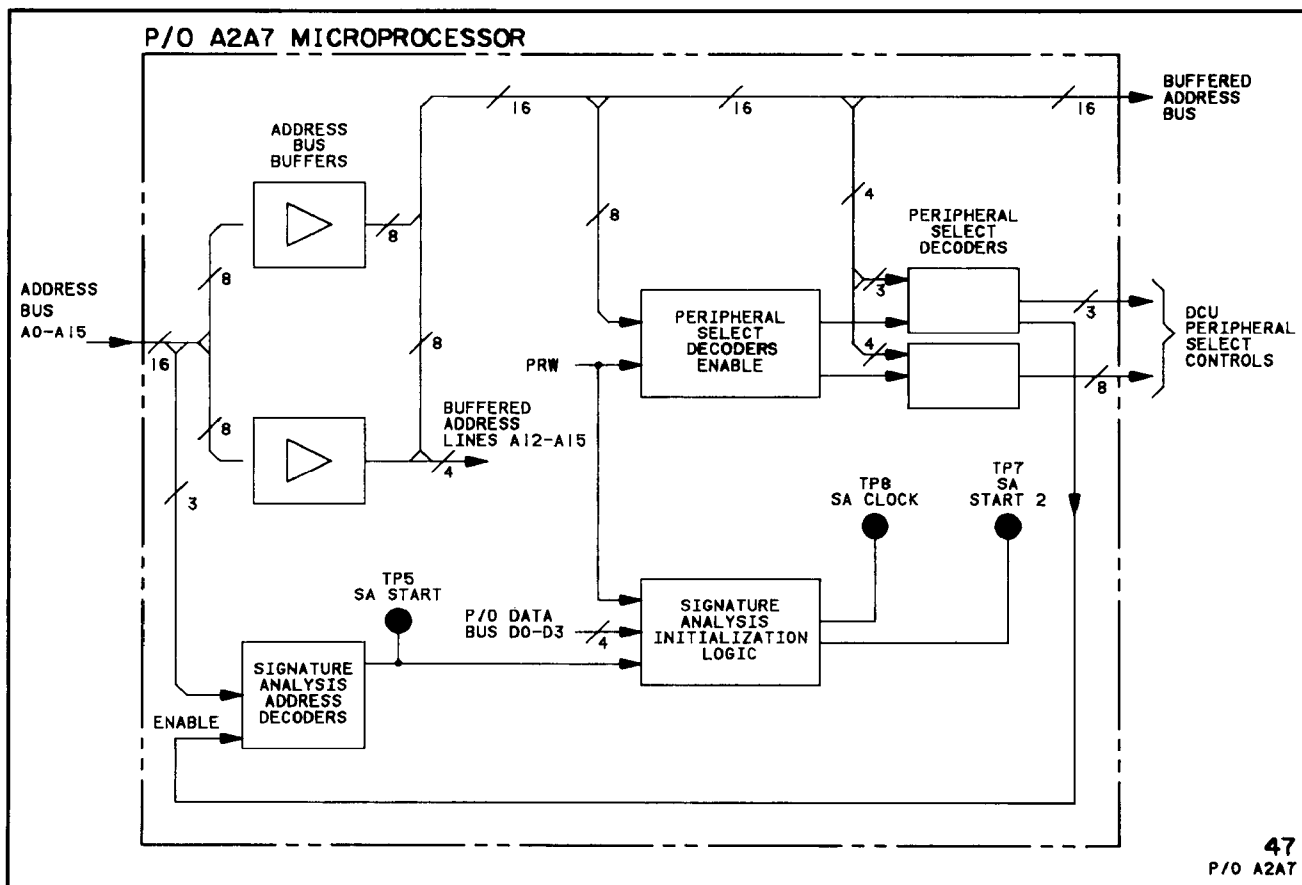 P/O A2A7 MICROPROCESSOR
BUFFERED
ADDRESS
BUS
16
16
16
ADDRESS
BUS
BUFFERS
8
8
8
4
PERIPHERAL
SELECT
DECODERS
3
3
ADDRESS
BUS
A0-A15
16
8
PERIPHERAL
SELECT
DECODERS
ENABLE
PRW
4
8
DCU
PERIPHERAL
SELECT
CONTROLS
8
BUFFERED
ADDRESS
LINES A12-A15
4
3
TP8
SA CLOCK
TP7
SA
START 2
TP5
SA START
P/O DATA
BUS D0-D3
4
SIGNATURE
ANALYSIS
INITIALIZATION
LOGIC
SIGNATURE
ANALYSIS
ADDRESS
DECODERS
ENABLE
47
P/O A2A7